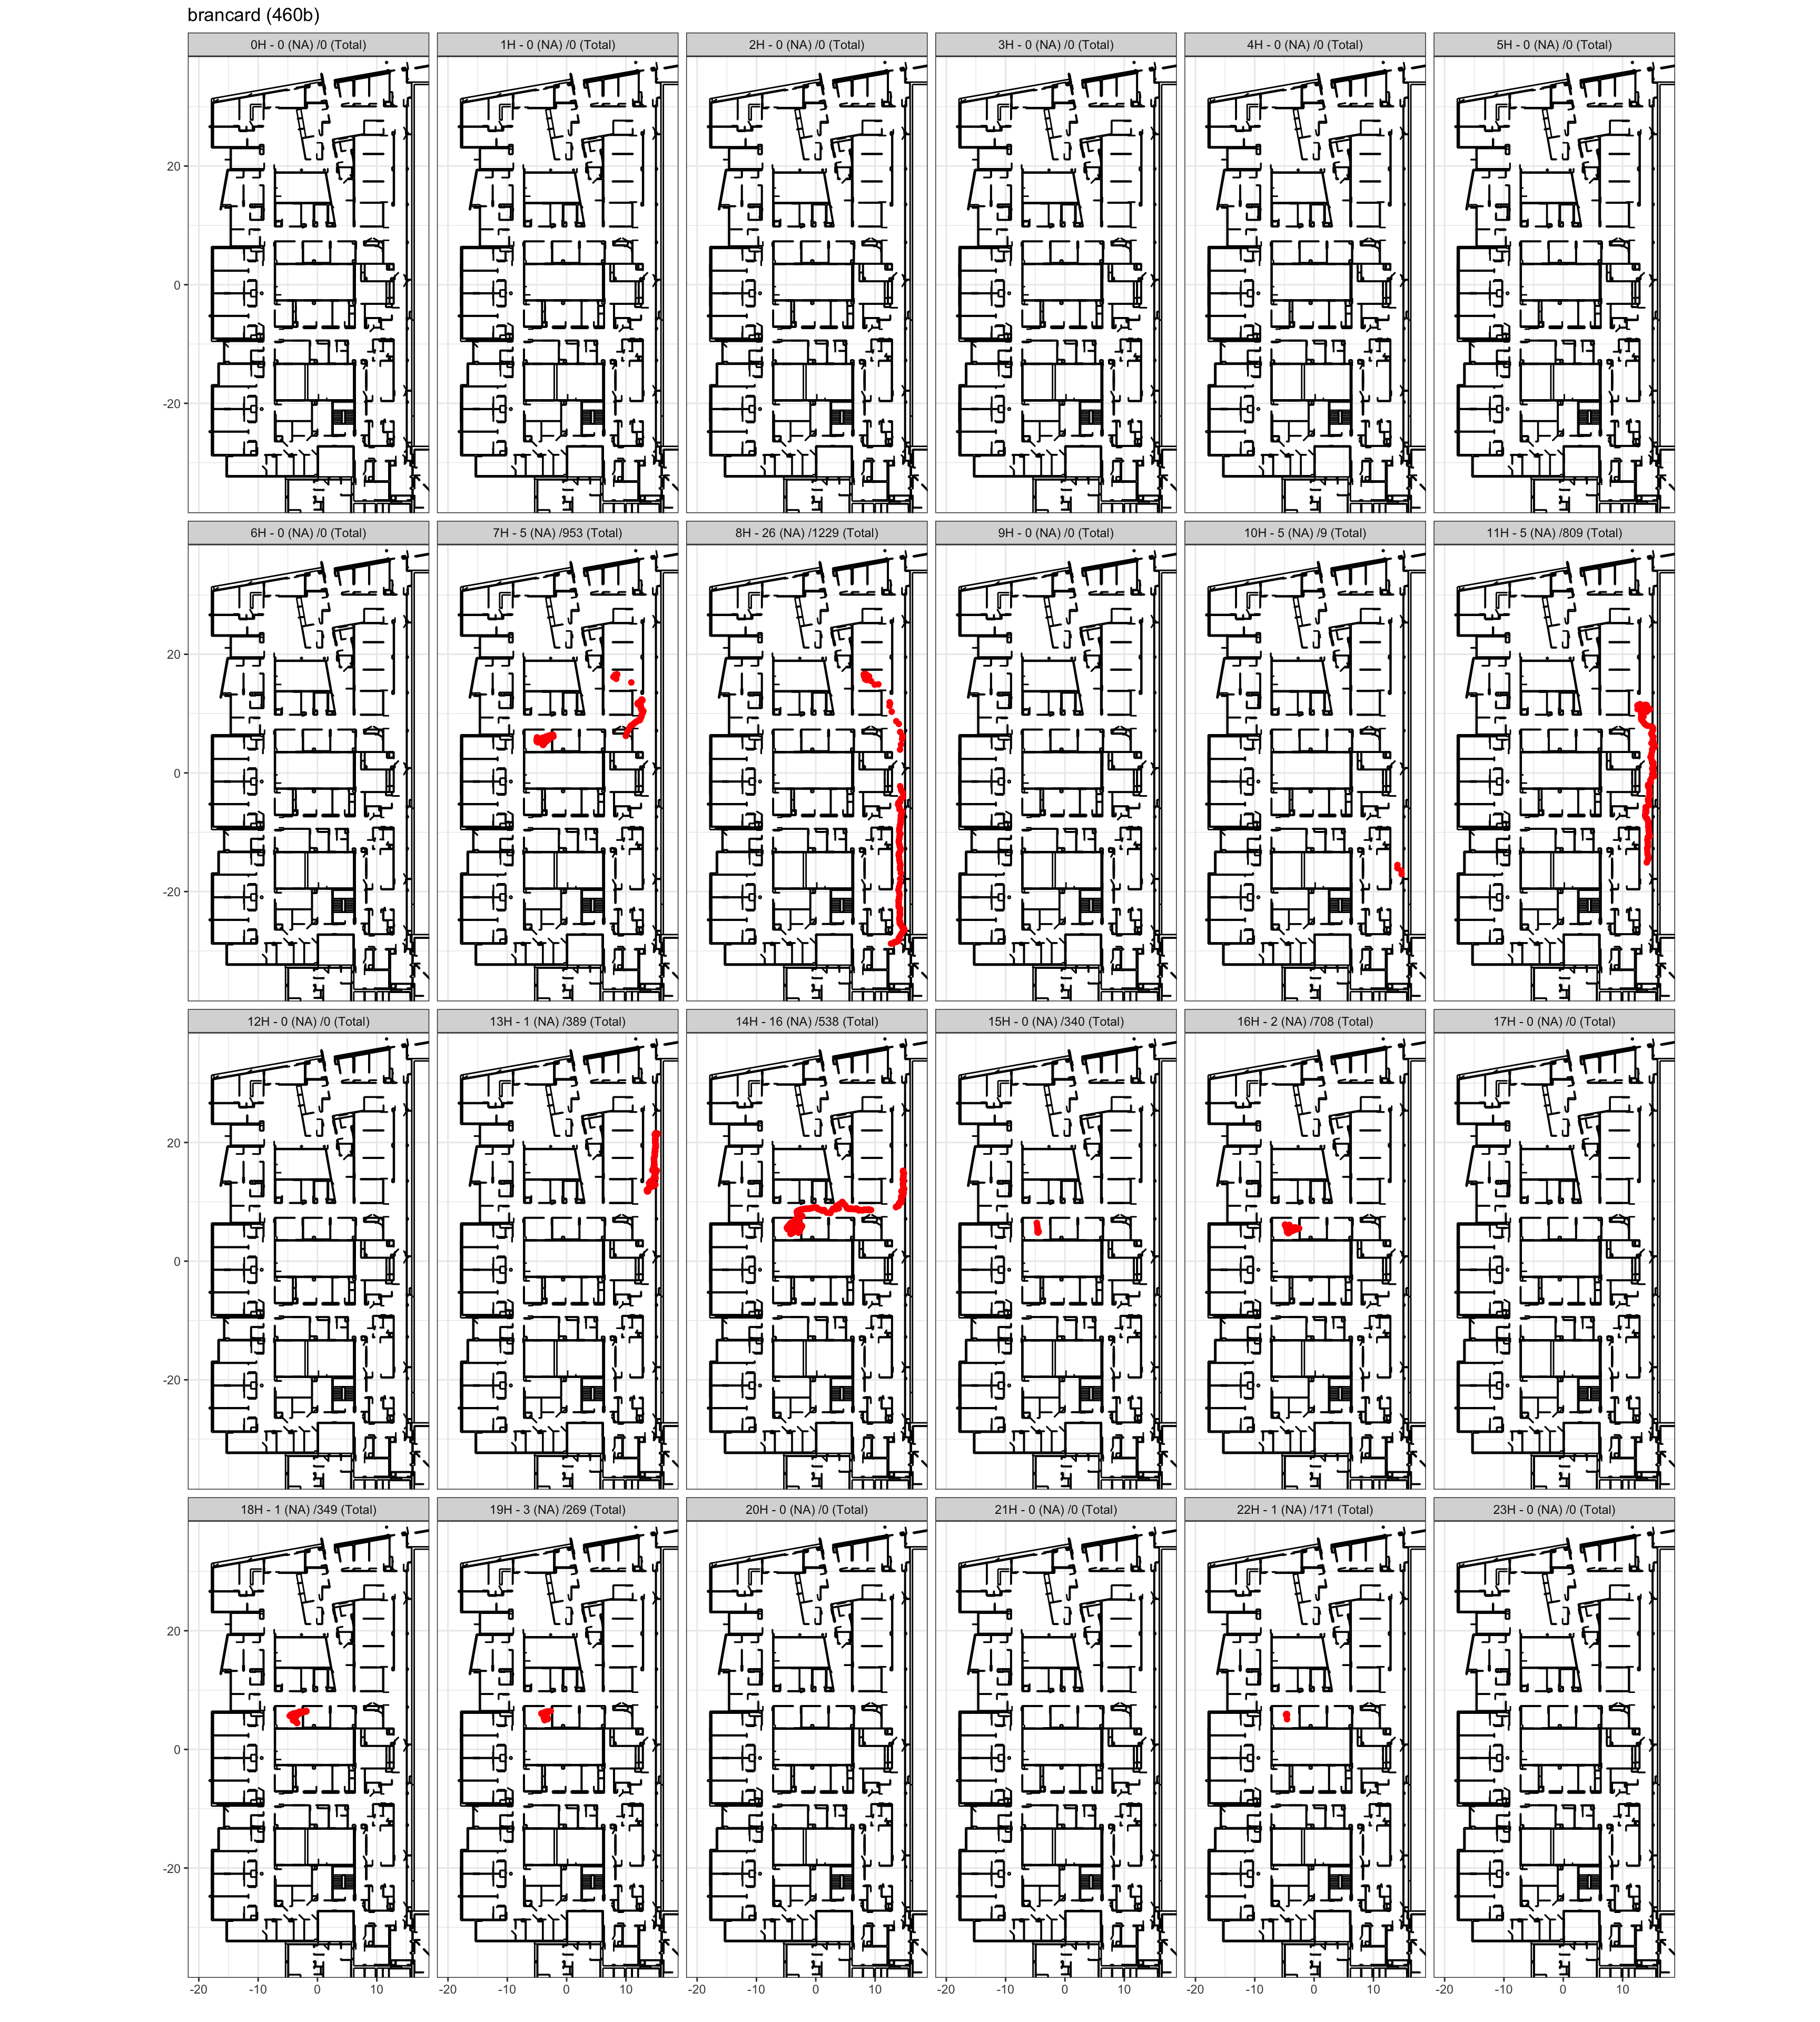 brancard (460b)
0H - 0 (NA) /0 (Total) 1H - 0 (NA) /0 (Total) 2H - 0 (NA) /0 (Total) 3H - 0 (NA) /0 (Total) 4H - 0 (NA) /0 (Total) 5H - 0 (NA) /0 (Total)
20
0
-20
6H - 0 (NA) /0 (Total) 7H - 5 (NA) /953 (Total) 8H - 26 (NA) /1229 (Total) 9H - 0 (NA) /0 (Total) 10H - 5 (NA) /9 (Total) 11H - 5 (NA) /809 (Total)
20
0
-20
12H - 0 (NA) /0 (Total) 13H - 1 (NA) /389 (Total) 14H - 16 (NA) /538 (Total) 15H - 0 (NA) /340 (Total) 16H - 2 (NA) /708 (Total) 17H - 0 (NA) /0 (Total)
20
0
-20
18H - 1 (NA) /349 (Total) 19H - 3 (NA) /269 (Total) 20H - 0 (NA) /0 (Total) 21H - 0 (NA) /0 (Total) 22H - 1 (NA) /171 (Total) 23H - 0 (NA) /0 (Total)
20
0
-20
-20 -10 0 10 -20 -10 0 10 -20 -10 0 10 -20 -10 0 10 -20 -10 0 10 -20 -10 0 10